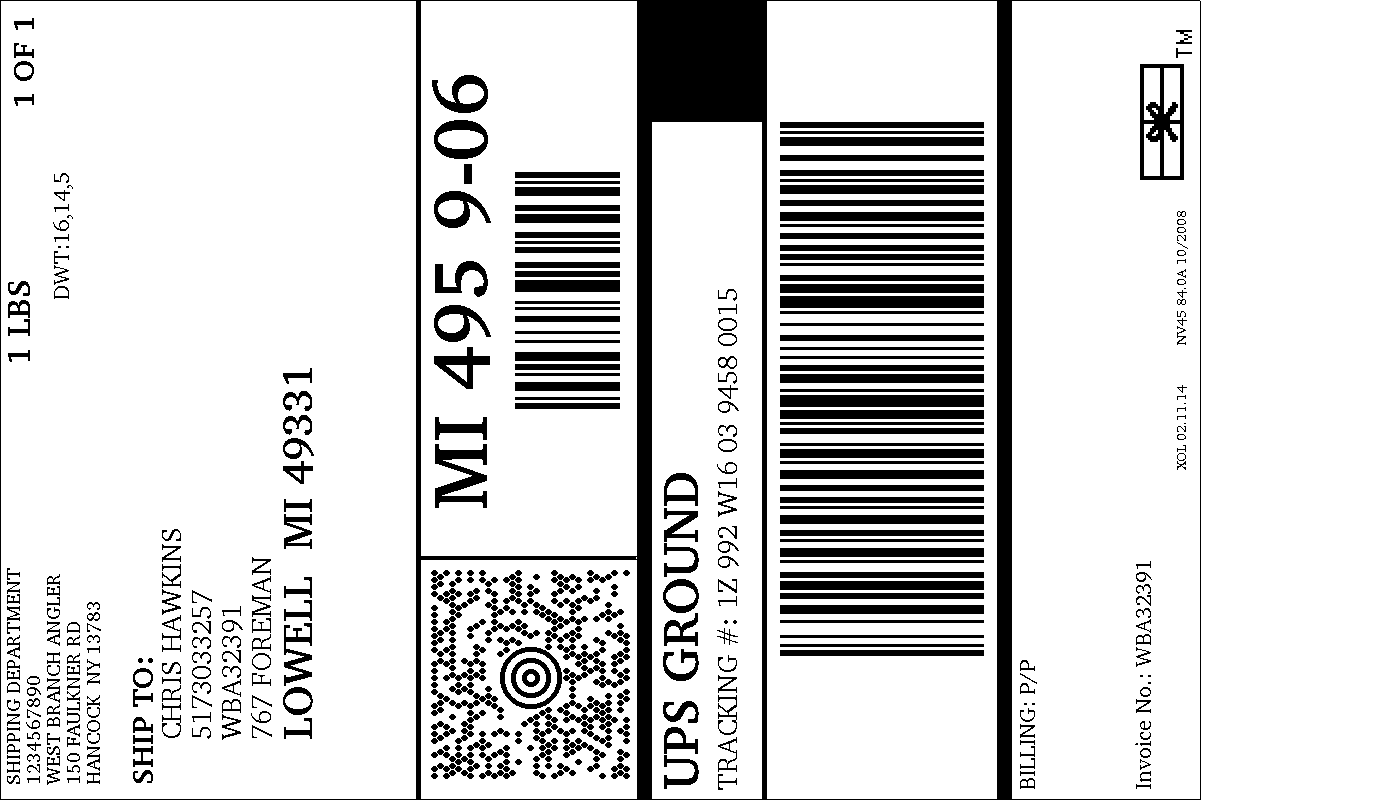 SHIPPING DEPARTMENT
1234567890
WEST BRANCH ANGLER
150 FAULKNER RD
HANCOCK NY 13783
1 LBS
1 OF 1
DWT:16,14,5
SHIP TO:
CHRIS HAWKINS
5173033257
WBA32391
767 FOREMAN
LOWELL MI 49331
MI 495 9-06
UPS GROUND
TRACKING #: 1Z 992 W16 03 9458 0015
BILLING: P/P
Invoice No.: WBA32391
XOL 02.11.14 NV45 84.0A 10/2008
TM